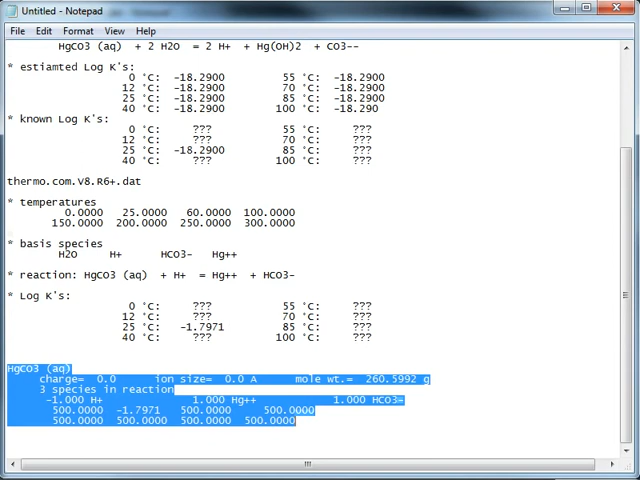 Untitled - Notepad
File Edit Format View Help
HgCO3 (aq) + 2 H2O = 2 H+ + Hg(OH)2 + CO3--
* estiamted Log K's:
0 °C: -18.2900 55 °C: -18.2900
12 °C: -18.2900 70 °C: -18.2900
25 °C: -18.2900 85 °C: -18.2900
40 °C: -18.2900 100 °C: -18.290
* known Log K's:
0 °C: ??? 55 °C: ???
12 °C: ??? 70 °C: ???
25 °C: -18.2900 85 °C: ???
40 °C: ??? 100 °C: ???
thermo.com.v8.R6+.dat
* temperatures
0.0000 25.0000 60.0000 100.0000
150.0000 200.0000 250.0000 300.0000
* basis species
H2O H+ HCO3- Hg++
* reaction: HgCO3 (aq) + H+ = Hg++ + HCO3-
* Log K's:
0 °C: ??? 55 °C: ???
12 °C: ??? 70 °C: ???
25 °C: -1.7971 85 °C: ???
40 °C: ??? 100 °C: ???
HgCO3 (aq)
charge= 0.0 ion size= 0.0 A mole wt.= 260.5992 g
3 species in reaction
-1.000 H+ 1.000 Hg++ 1.000 HCO3-
500.0000 -1.7971 500.0000 500.0000
500.0000 500.0000 500.0000 500.0000